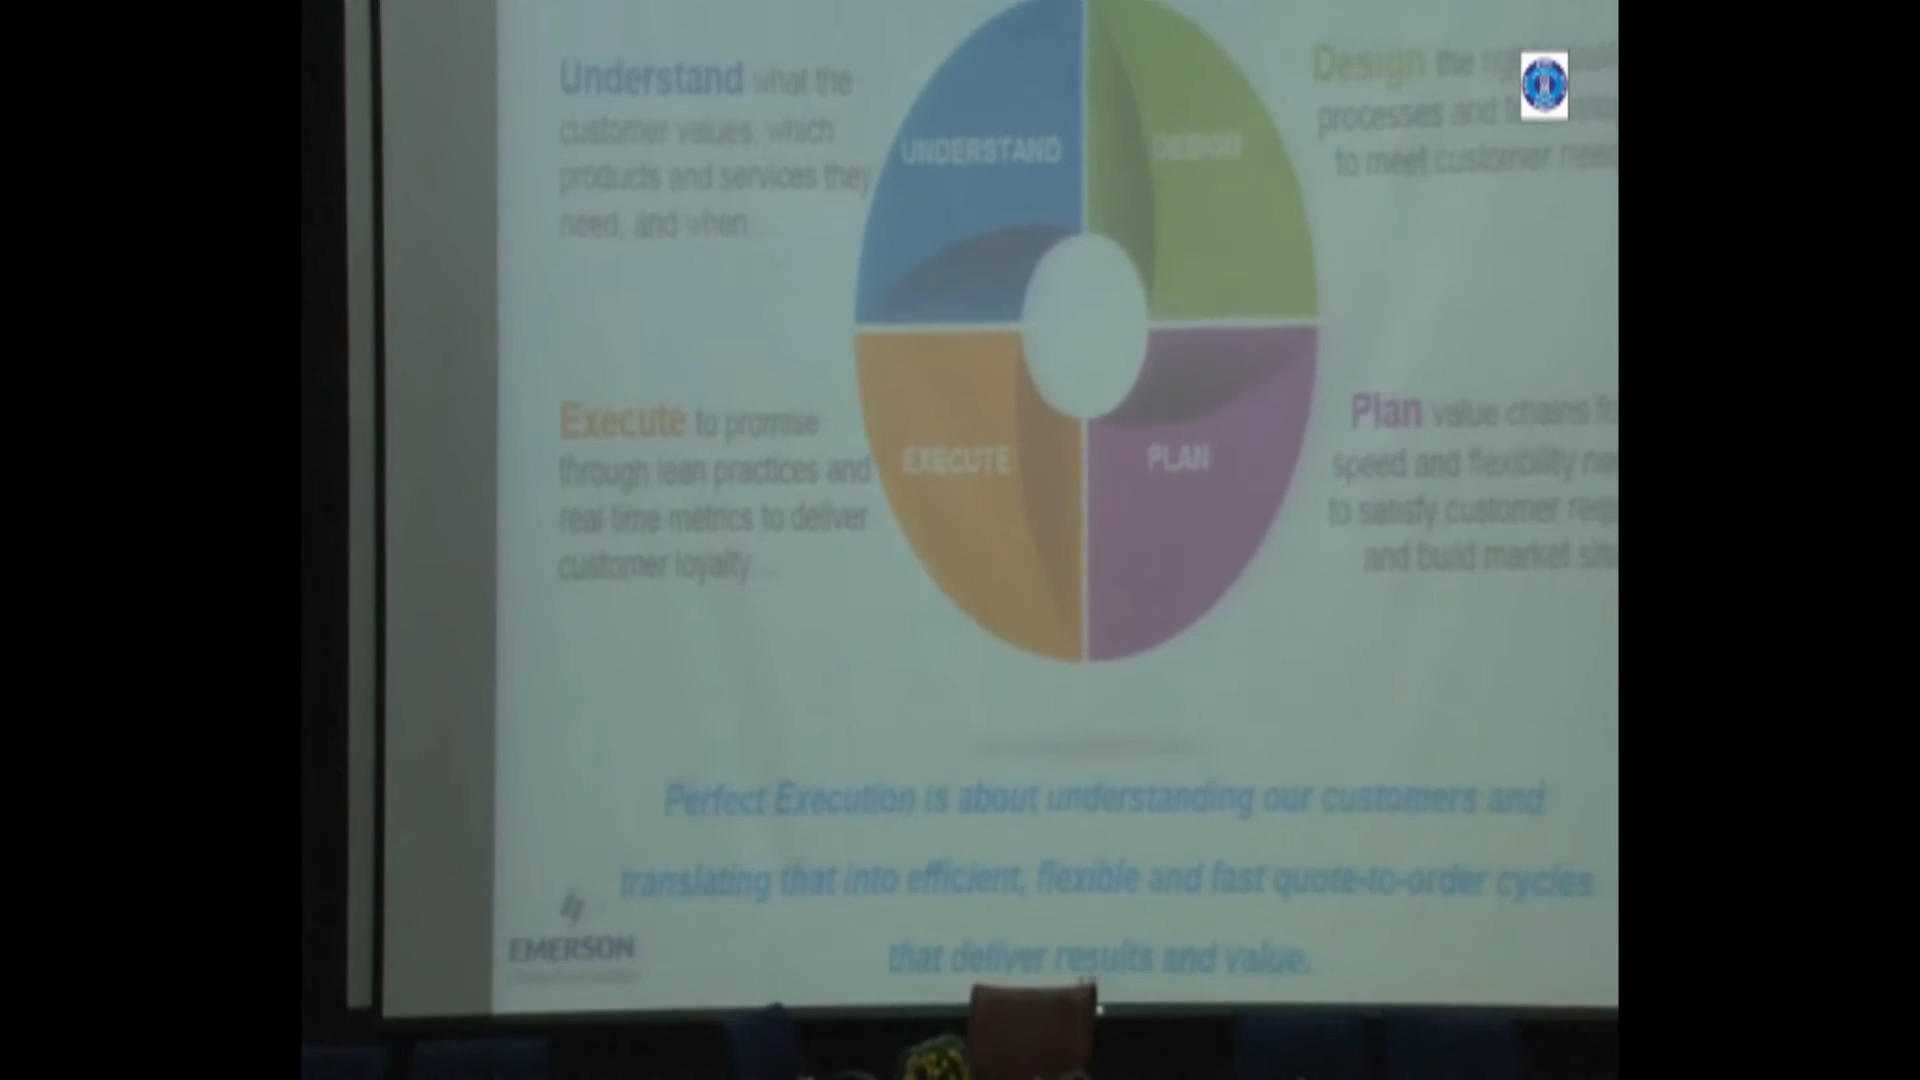 Understand what the
customer values, which
products and services they
need, and when...
UNDERSTAND
DESIGN
Design the
processes and
to meet customer
Execute to promise
through lean practices and
real time metrics to deliver
customer loyalty...
EXECUTE
PLAN
Plan value chains
speed and flexibility
to satisfy customer
and build market
Perfect Execution is about understanding our customers and
translating that into efficient, flexible and fast quote-to-order cycles
that deliver results and value.
EMERSON